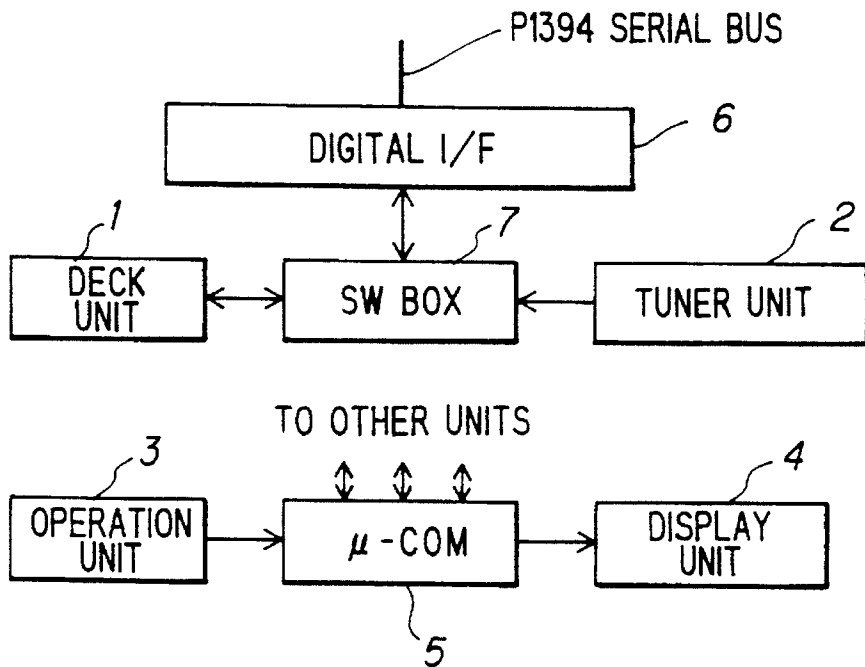 P1394 SERIAL BUS
6
DIGITAL I/F
1
7
2
DECK
UNIT
SW BOX
TUNER UNIT
TO OTHER UNITS
3
4
OPERATION
UNIT
μ-COM
DISPLAY
UNIT
5